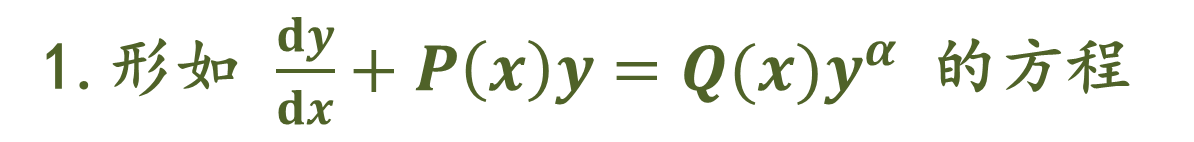 1. 形如 dy/dx + P(x)y = Q(x)y^α 的方程